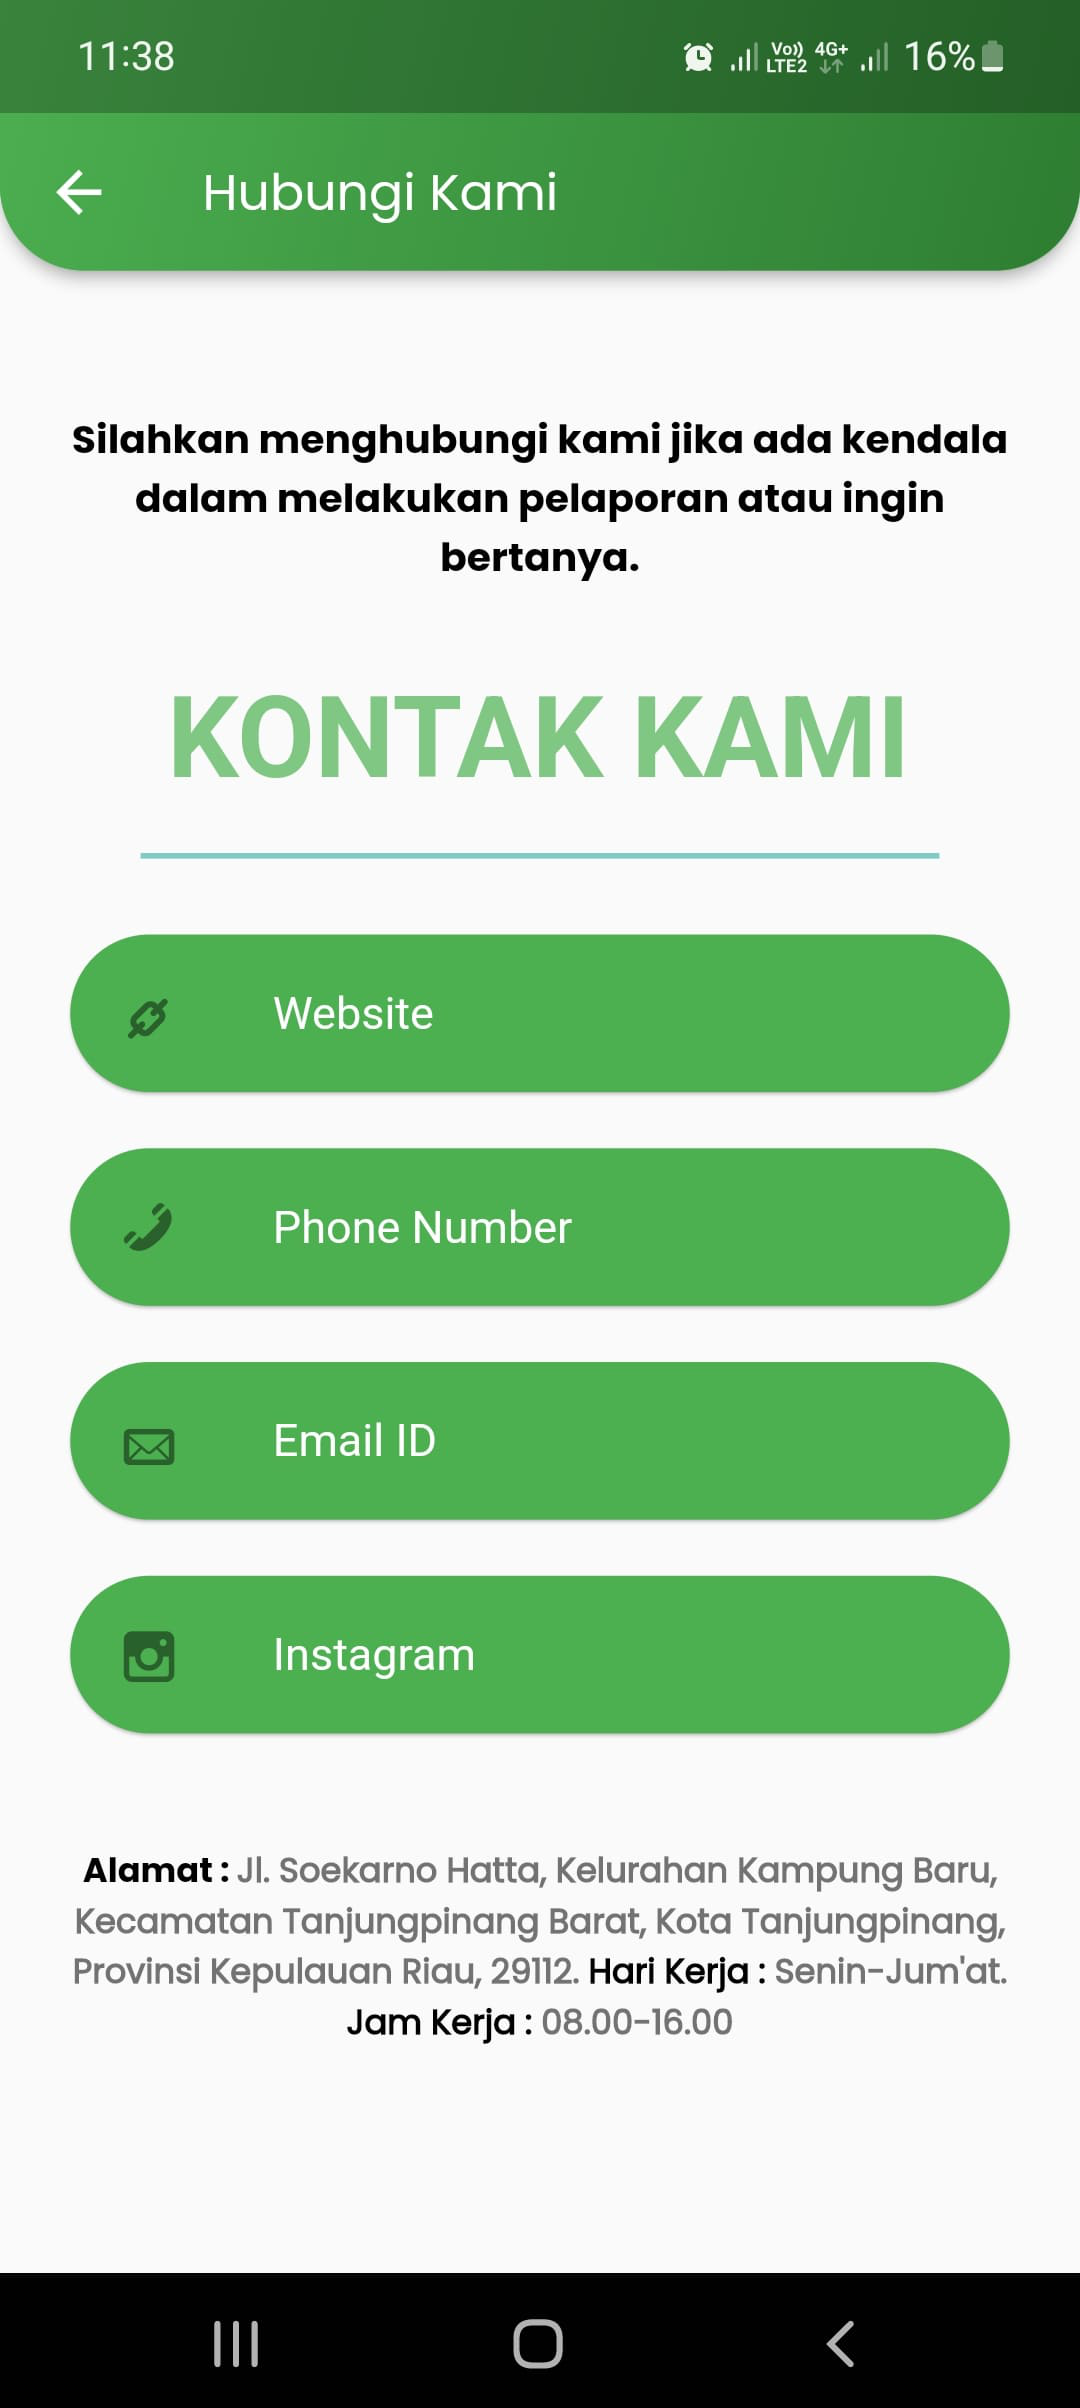 11:38
Vo)) LTE2 4G+ 16%
Hubungi Kami
Silahkan menghubungi kami jika ada kendala
dalam melakukan pelaporan atau ingin
bertanya.
KONTAK KAMI
Website
Phone Number
Email ID
Instagram
Alamat : Jl. Soekarno Hatta, Kelurahan Kampung Baru,
Kecamatan Tanjungpinang Barat, Kota Tanjungpinang,
Provinsi Kepulauan Riau, 29112. Hari Kerja : Senin-Jum'at.
Jam Kerja : 08.00-16.00